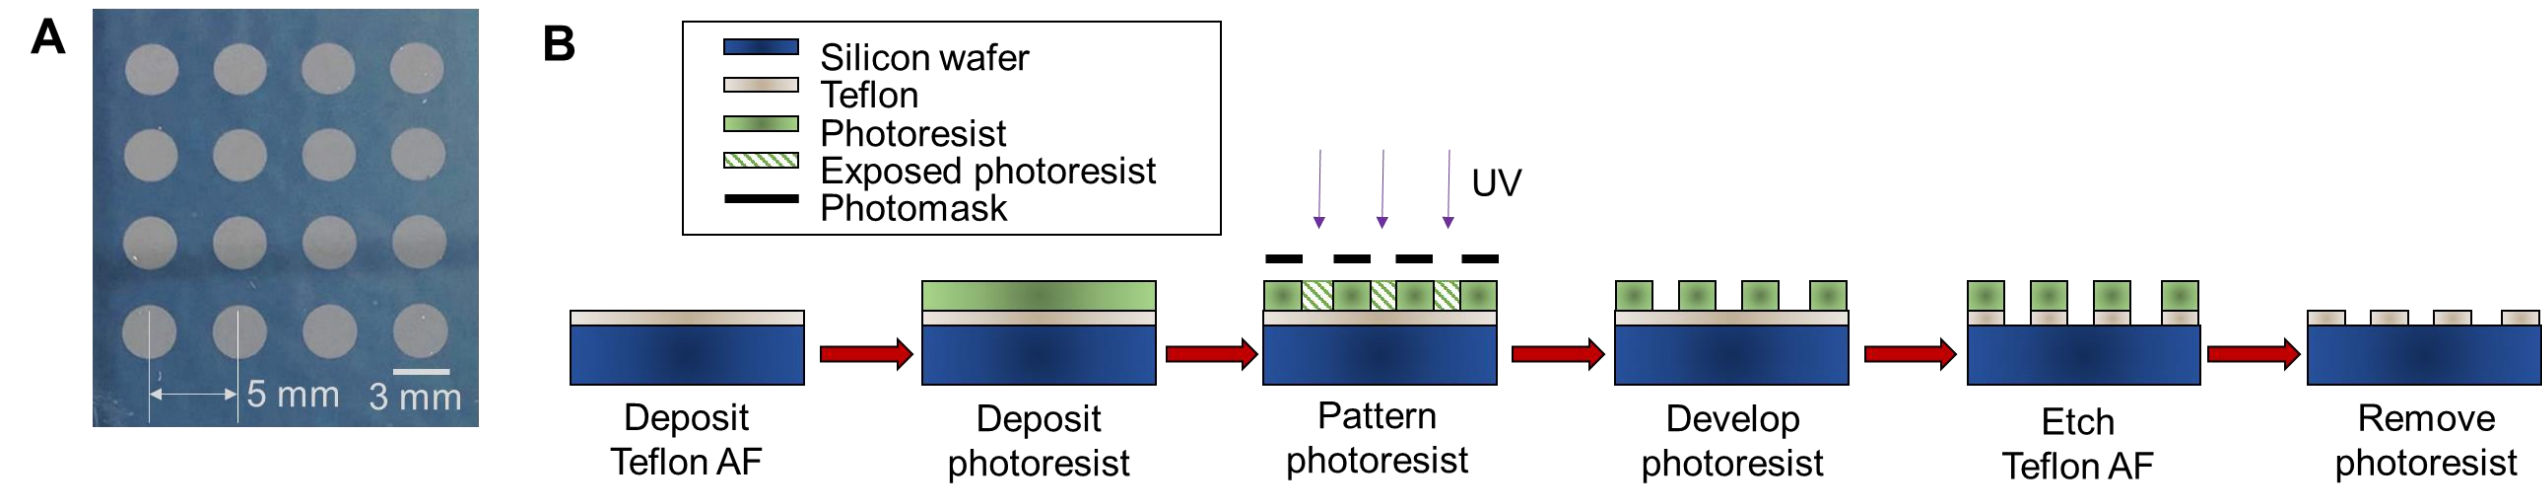 A
5 mm
3 mm
B
Silicon wafer
Teflon
Photoresist
Exposed photoresist
Photomask
UV
Deposit
Teflon AF
Deposit
photoresist
Pattern
photoresist
Develop
photoresist
Etch
Teflon AF
Remove
photoresist